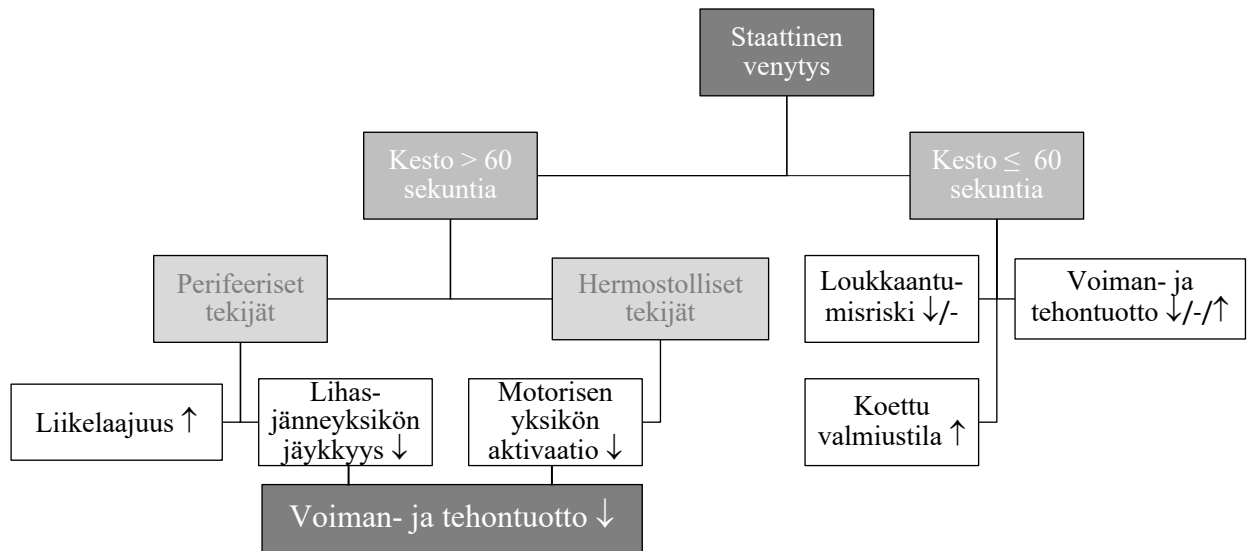 Staattinen
venytys
Kesto > 60
sekuntia
Kesto ≤ 60
sekuntia
Perifeeriset
tekijät
Hermostolliset
tekijät
Loukkaantu-
misriski ↓/-
Voiman- ja
tehontuotto ↓/-/↑
Liikelaajuus ↑
Lihas-
jänneyksikön
jäykkyys ↓
Motorisen
yksikön
aktivaatio ↓
Koettu
valmiustila ↑
Voiman- ja tehontuotto ↓